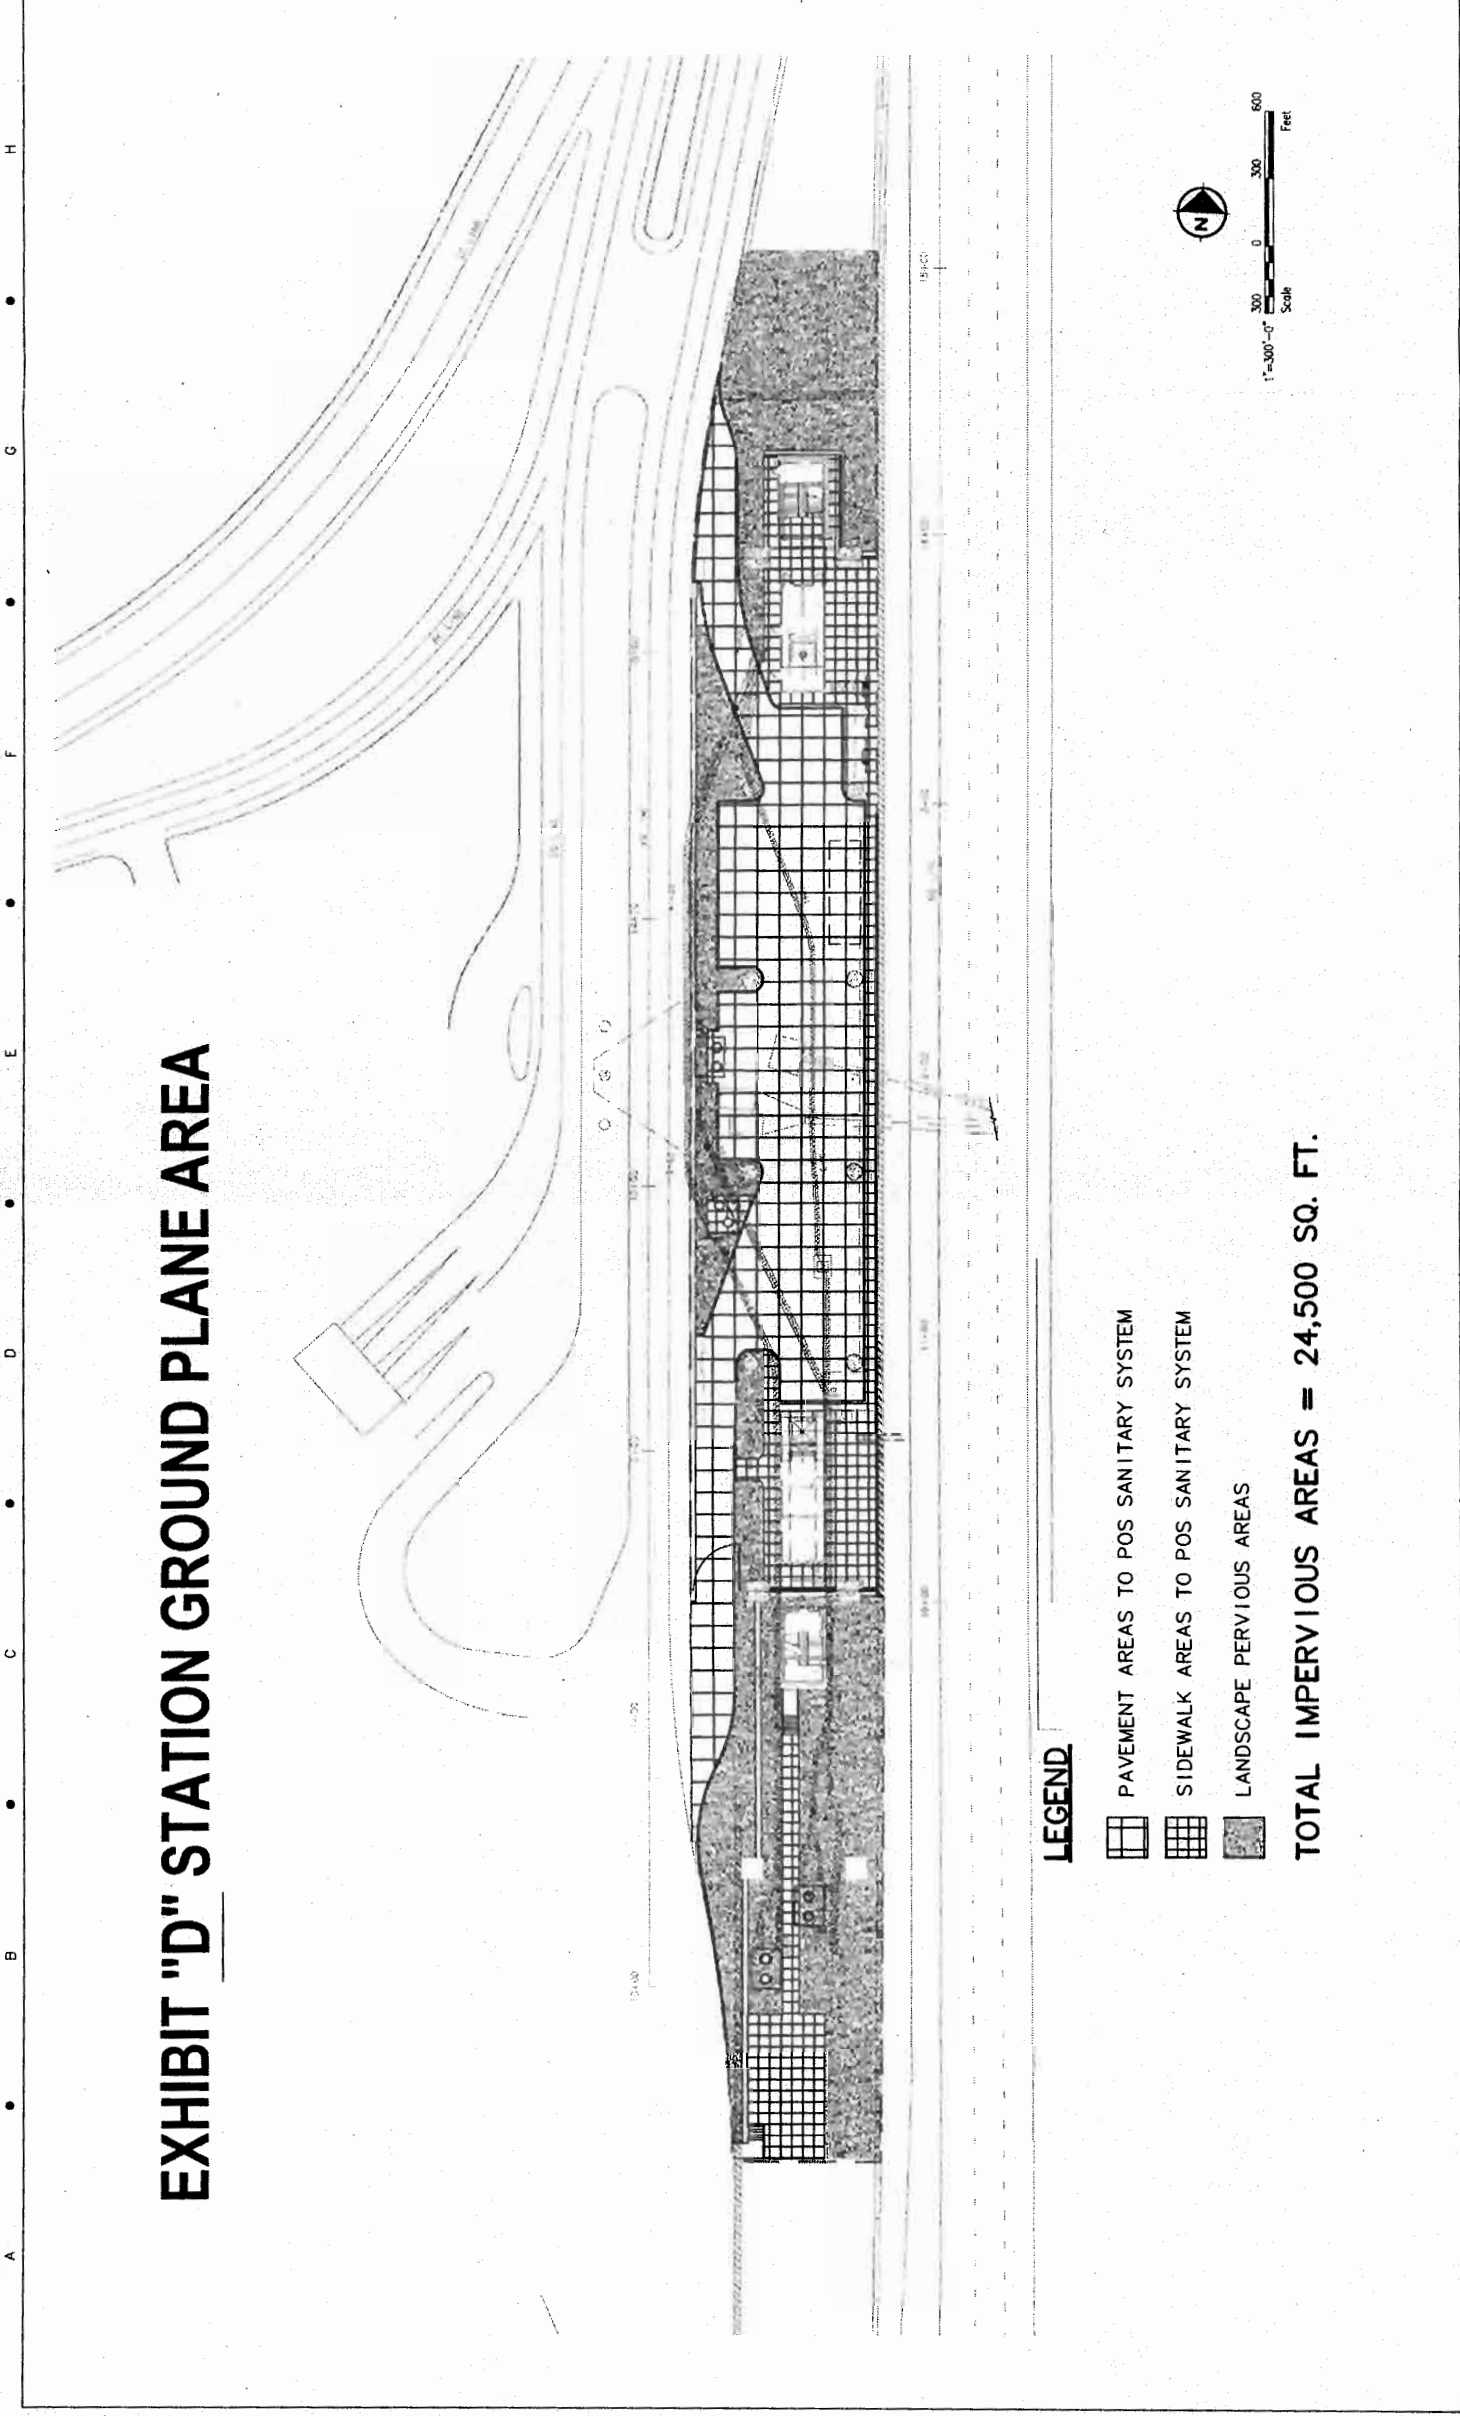 EXHIBIT "D" STATION GROUND PLANE AREA
A
B
C
D
E
F
G
H
LEGEND
PAVEMENT AREAS TO POS SANITARY SYSTEM
SIDEWALK AREAS TO POS SANITARY SYSTEM
LANDSCAPE PERVIOUS AREAS
TOTAL IMPERVIOUS AREAS = 24,500 SQ. FT.
N
300 0 300 600
1"=300'-0"
Scale Feet